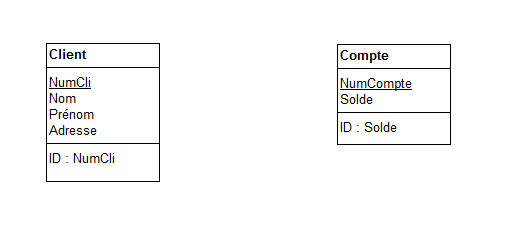 Client
NumCli
Nom
Prénom
Adresse
ID : NumCli
Compte
NumCompte
Solde
ID : Solde